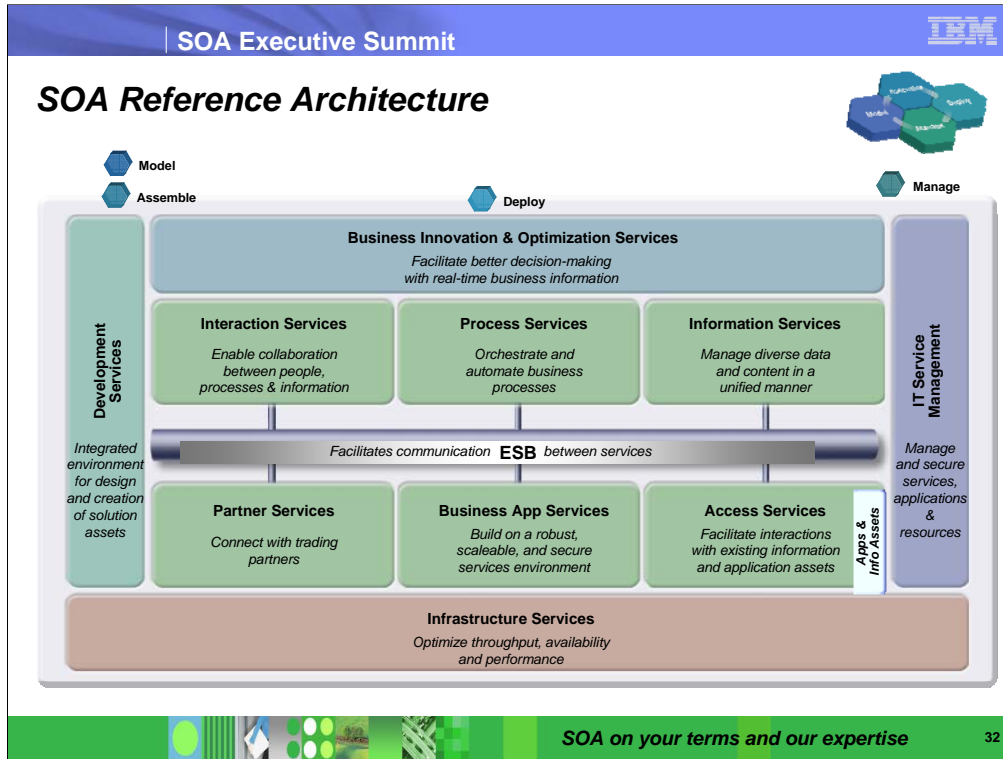 SOA Executive Summit
IBM
SOA Reference Architecture
Model
Deploy
Model
Assemble
Deploy
Manage
Business Innovation & Optimization Services
Facilitate better decision-making
with real-time business information
Development
Services
Integrated
environment
for design
and creation
of solution
assets
Interaction Services
Enable collaboration
between people,
processes & information
Process Services
Orchestrate and
automate business
processes
Information Services
Manage diverse data
and content in a
unified manner
IT Service
Management
Manage
and secure
services,
applications
&
resources
Facilitates communication ESB between services
Partner Services
Connect with trading
partners
Business App Services
Build on a robust,
scaleable, and secure
services environment
Access Services
Facilitate interactions
with existing information
and application assets
Apps &
Info Assets
Infrastructure Services
Optimize throughput, availability
and performance
SOA on your terms and our expertise
32